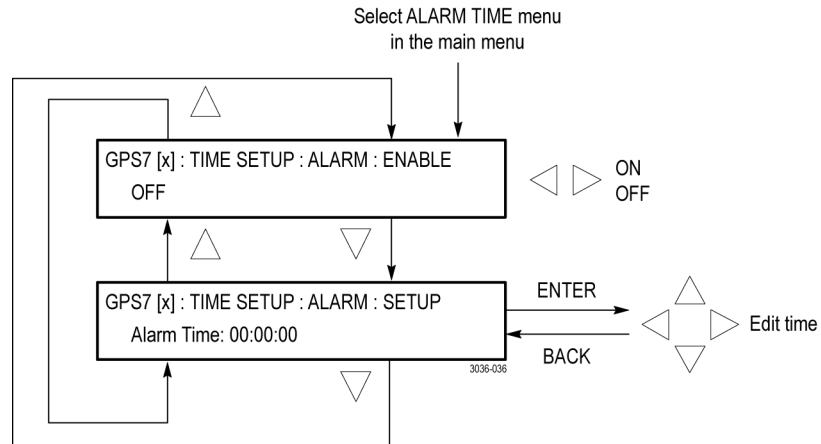 Select ALARM TIME menu
in the main menu
GPS7 [x] : TIME SETUP : ALARM : ENABLE
OFF
ON
OFF
GPS7 [x] : TIME SETUP : ALARM : SETUP
Alarm Time: 00:00:00
ENTER
BACK
Edit time
3036-036